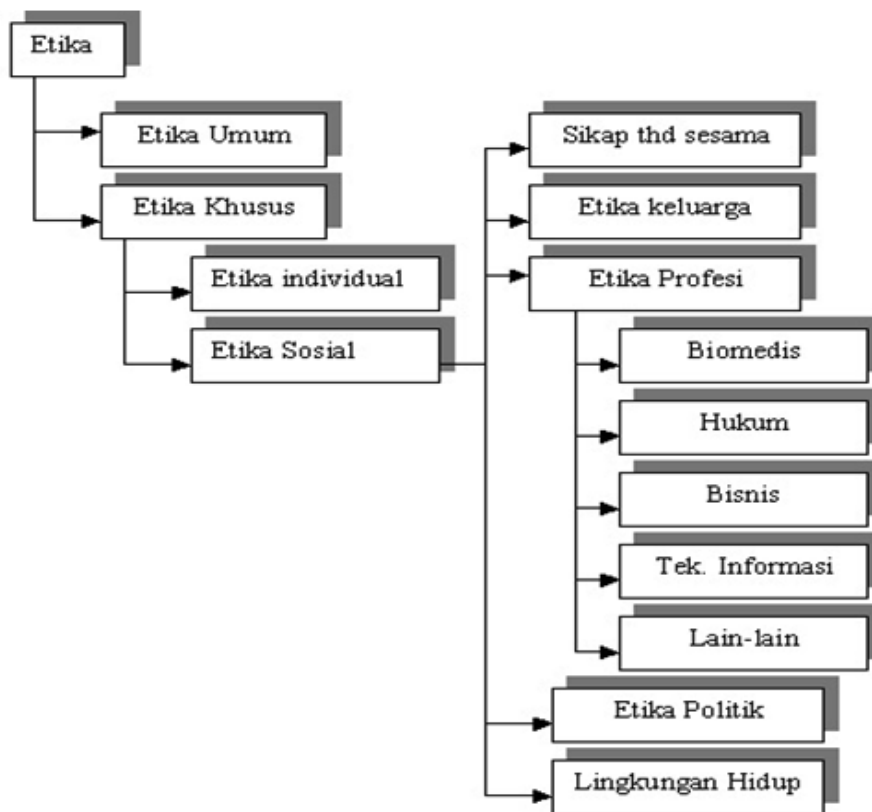 Etika
Etika Umum
Etika Khusus
Etika individual
Etika Sosial
Sikap thd sesama
Etika keluarga
Etika Profesi
Biomedis
Hukum
Bisnis
Tek. Informasi
Lain-lain
Etika Politik
Lingkungan Hidup